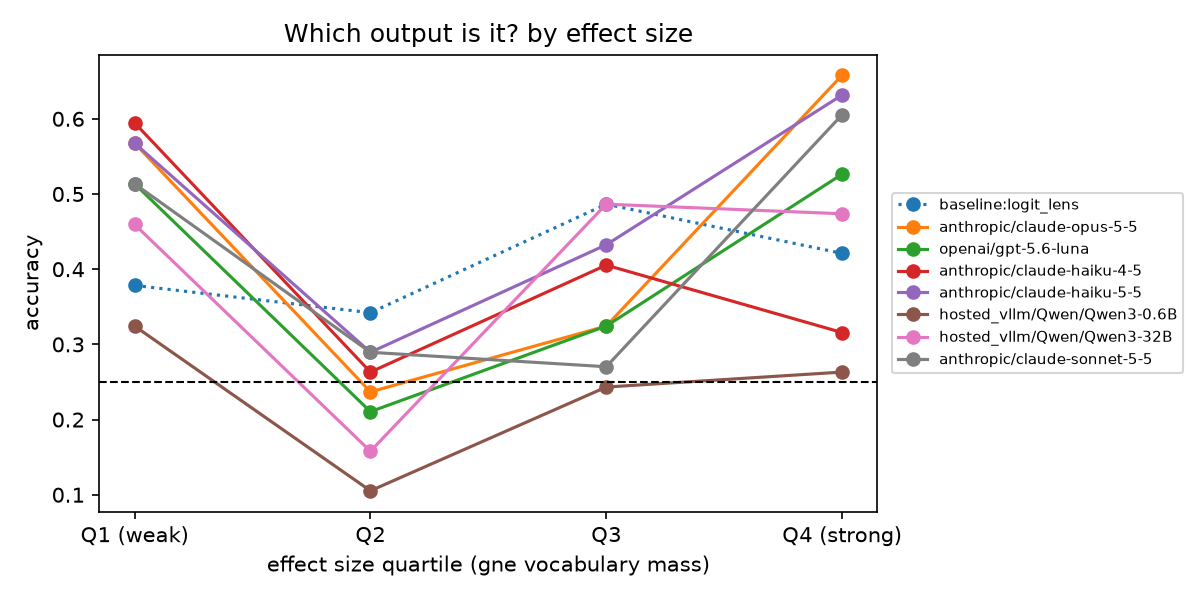 Which output is it? by effect size
accuracy
0.6
0.5
0.4
0.3
0.2
0.1
Q1 (weak)
Q2
Q3
Q4 (strong)
effect size quartile (gne vocabulary mass)
baseline:logit_lens
anthropic/claude-opus-5-5
openai/gpt-5.6-luna
anthropic/claude-haiku-4-5
anthropic/claude-haiku-5-5
hosted_vllm/Qwen/Qwen3-0.6B
hosted_vllm/Qwen/Qwen3-32B
anthropic/claude-sonnet-5-5